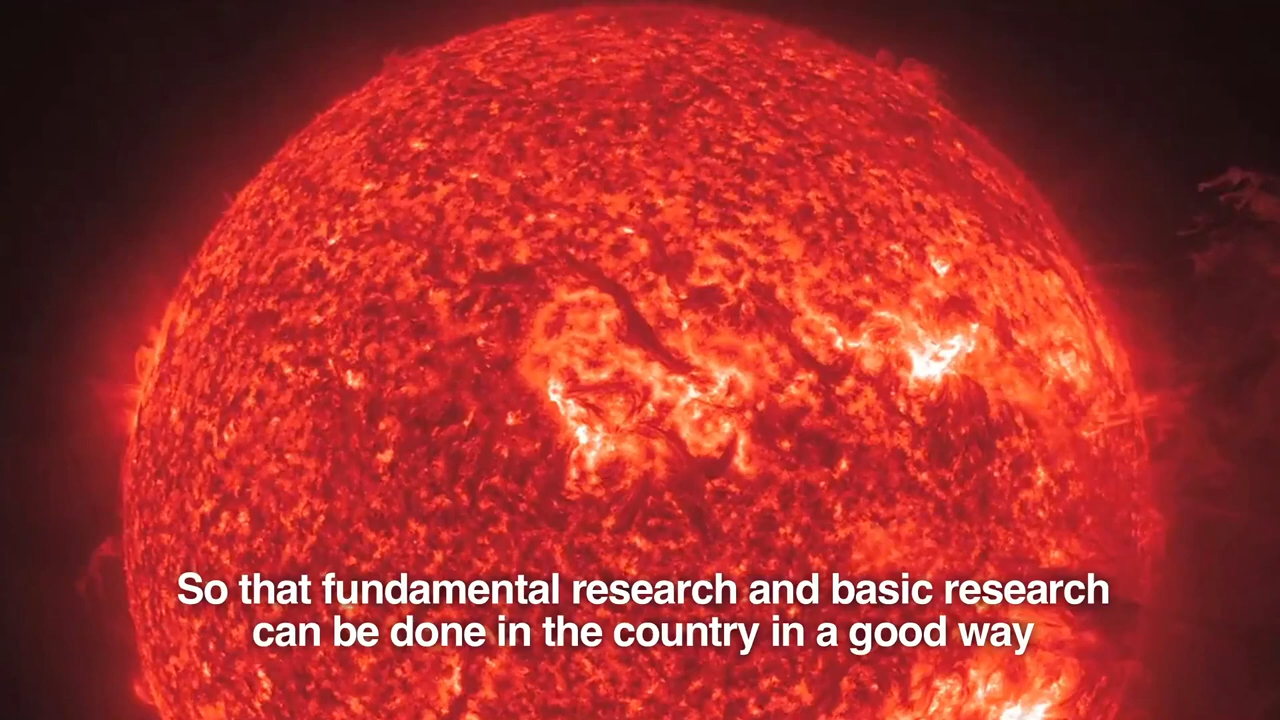 So that fundamental research and basic research
can be done in the country in a good way